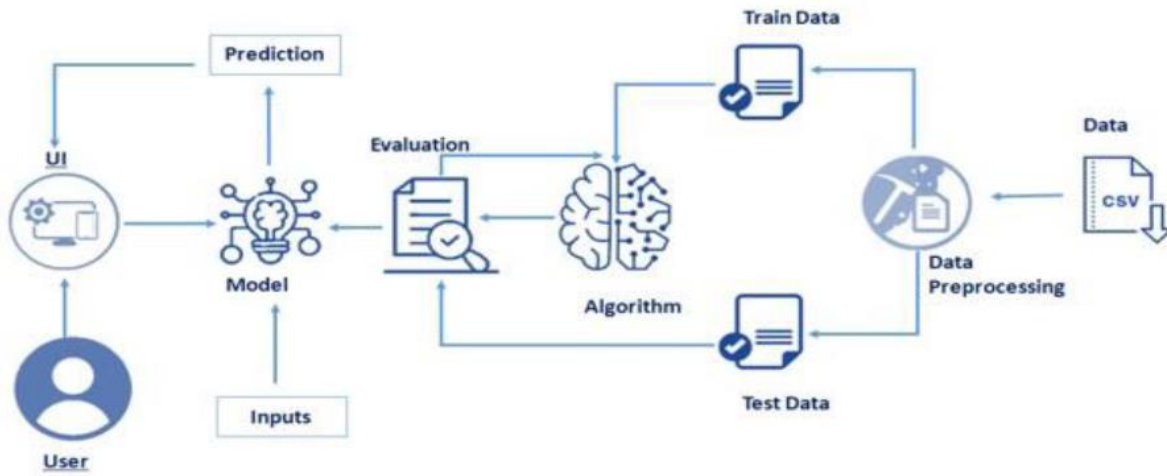 Train Data
Prediction
Data
Evaluation
UI
CSV
Data
Preprocessing
Model
Algorithm
Inputs
Test Data
User